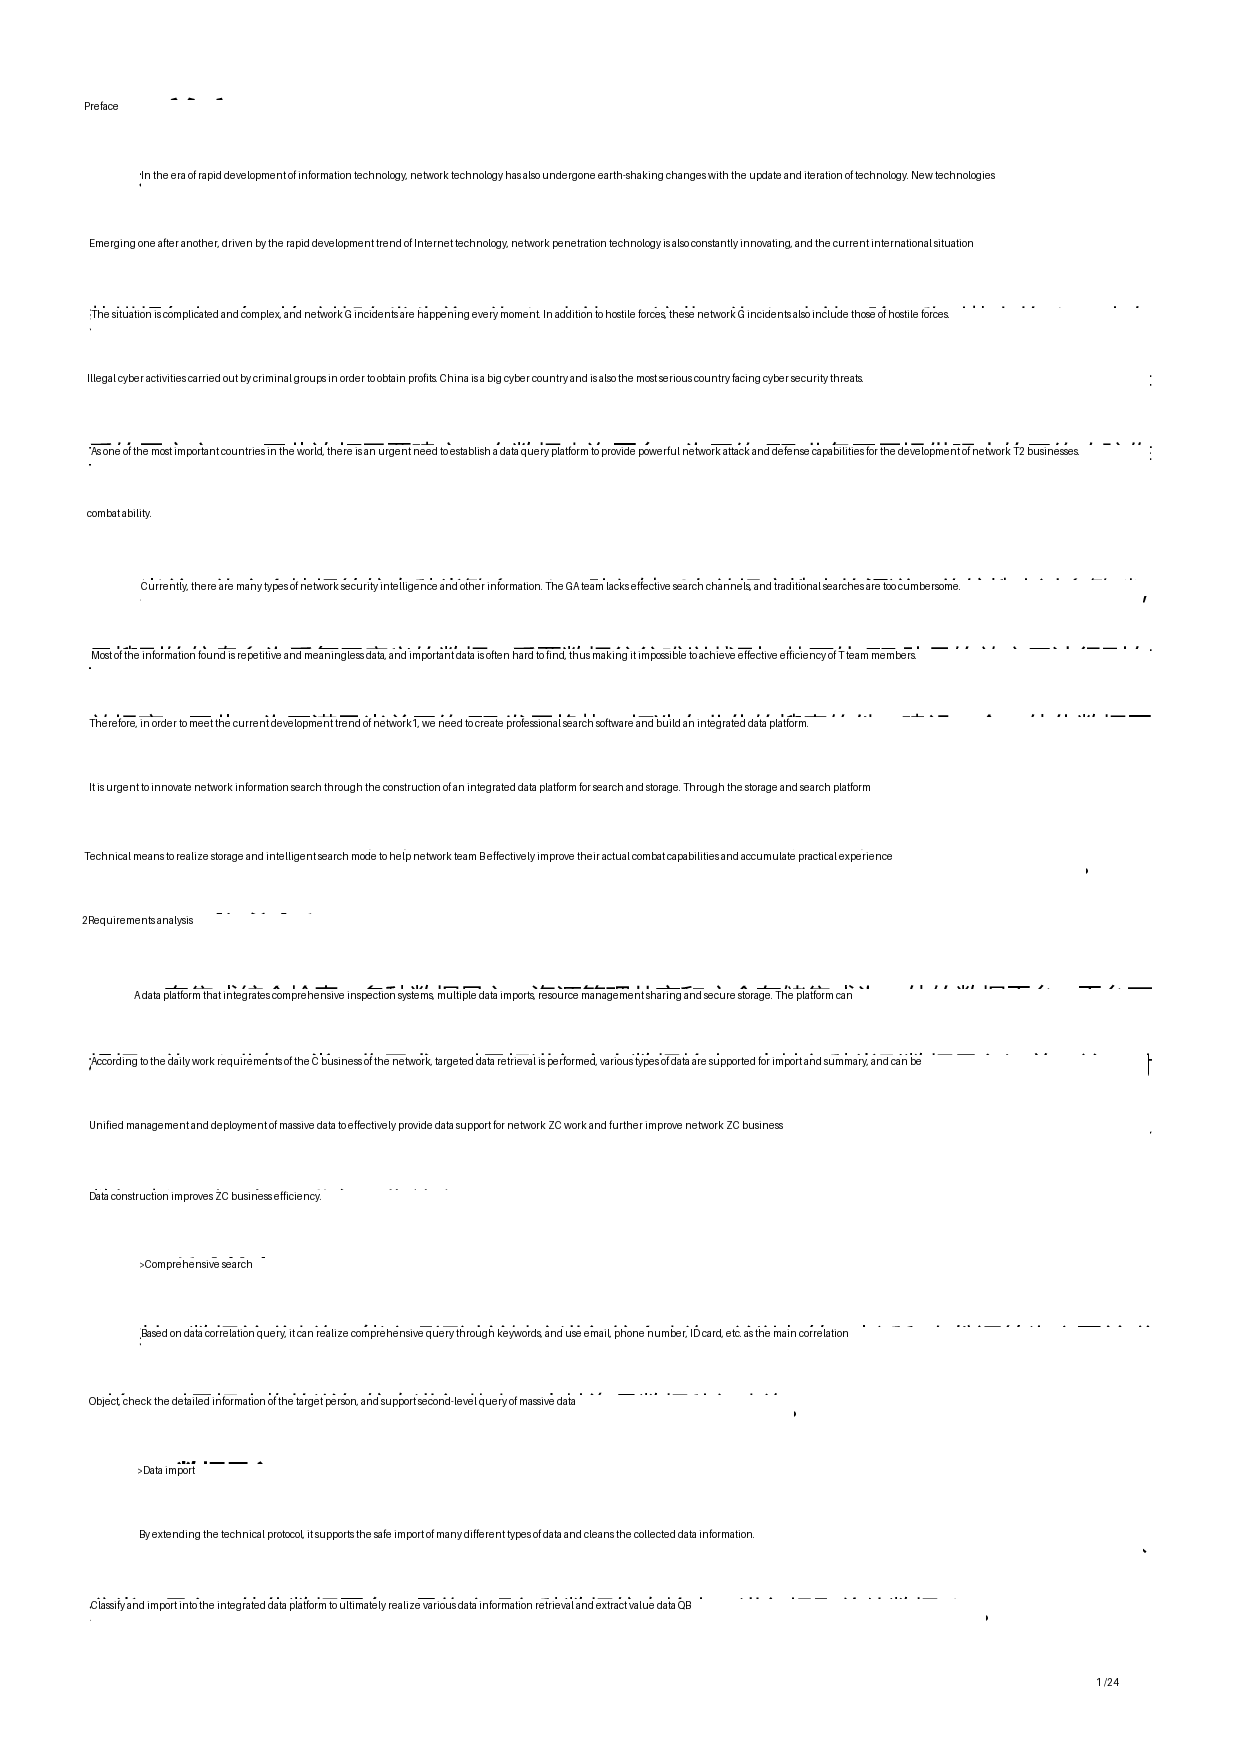 Preface
In the era of rapid development of information technology, network technology has also undergone earth-shaking changes with the update and iteration of technology. New technologies
Emerging one after another, driven by the rapid development trend of Internet technology, network penetration technology is also constantly innovating, and the current international situation
The situation is complicated and complex, and network G incidents are happening every moment. In addition to hostile forces, these network G incidents also include those of hostile forces.
Illegal cyber activities carried out by criminal groups in order to obtain profits. China is a big cyber country and is also the most serious country facing cyber security threats.
As one of the most important countries in the world, there is an urgent need to establish a data query platform to provide powerful network attack and defense capabilities for the development of network T2 businesses.
combat ability.
Currently, there are many types of network security intelligence and other information. The GA team lacks effective search channels, and traditional searches are too cumbersome.
Most of the information found is repetitive and meaningless data, and important data is often hard to find, thus making it impossible to achieve effective efficiency of T team members.
Therefore, in order to meet the current development trend of network 1, we need to create professional search software and build an integrated data platform.
It is urgent to innovate network information search through the construction of an integrated data platform for search and storage. Through the storage and search platform
Technical means to realize storage and intelligent search mode to help network team B effectively improve their actual combat capabilities and accumulate practical experience
2Requirements analysis
A data platform that integrates comprehensive inspection systems, multiple data imports, resource management sharing and secure storage. The platform can
According to the daily work requirements of the C business of the network, targeted data retrieval is performed, various types of data are supported for import and summary, and can be
Unified management and deployment of massive data to effectively provide data support for network ZC work and further improve network ZC business
Data construction improves ZC business efficiency.
>Comprehensive search
Based on data correlation query, it can realize comprehensive query through keywords, and use email, phone number, ID card, etc. as the main correlation
Object, check the detailed information of the target person, and support second-level query of massive data
>Data import
By extending the technical protocol, it supports the safe import of many different types of data and cleans the collected data information.
Classify and import into the integrated data platform to ultimately realize various data information retrieval and extract value data QB
1 /24